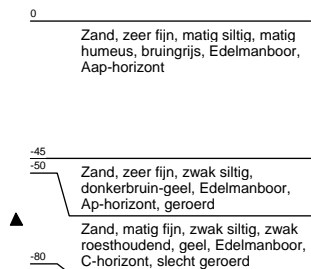 0
Zand, zeer fijn, matig siltig, matig
humeus, bruingrijs, Edelmanboor,
Aap-horizont
-45
-50
Zand, zeer fijn, zwak siltig,
donkerbruin-geel, Edelmanboor,
Ap-horizont, geroerd
Zand, matig fijn, zwak siltig, zwak
roesthoudend, geel, Edelmanboor,
C-horizont, slecht geroerd
-80